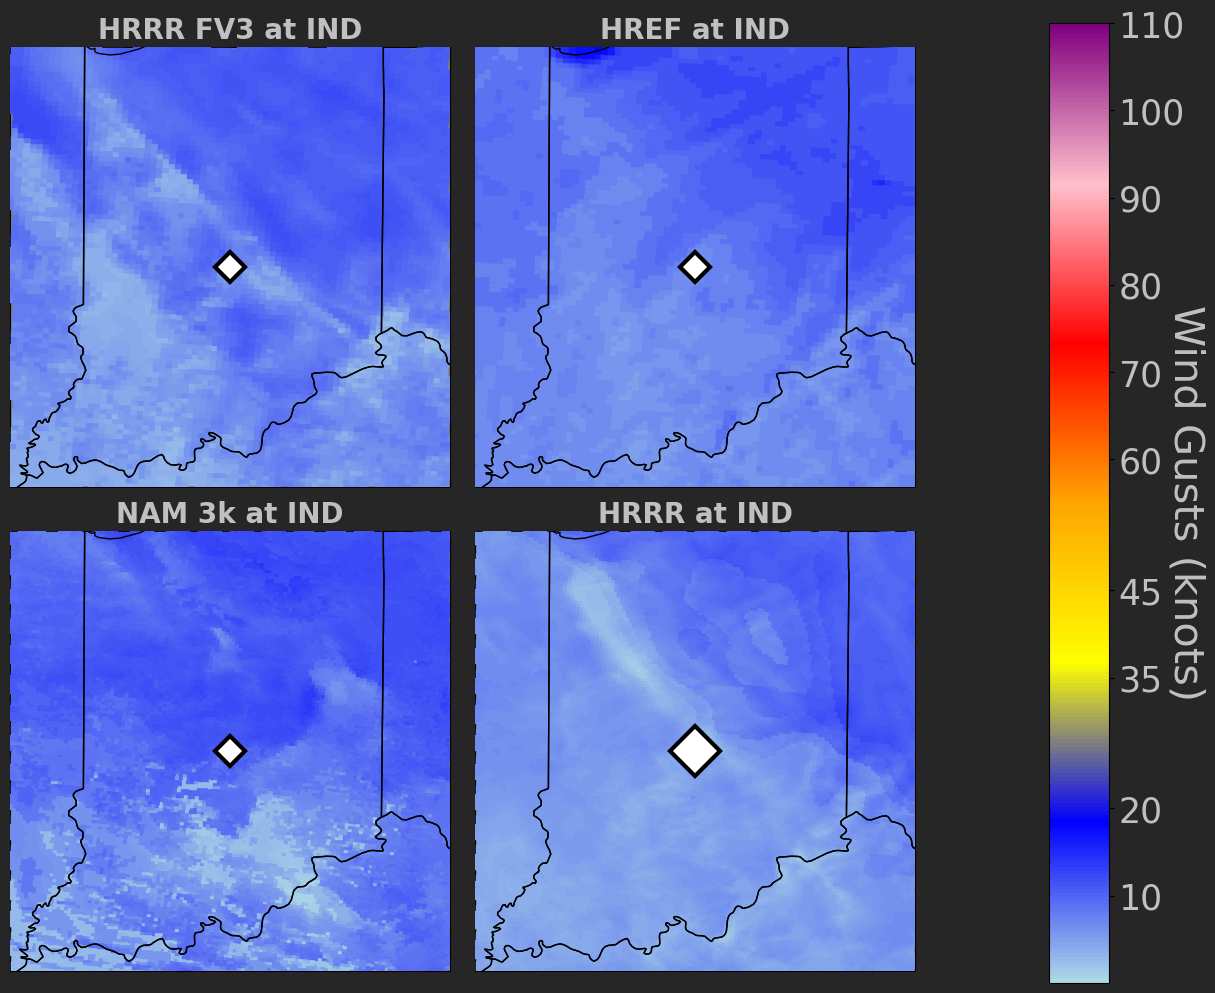 HRRR FV3 at IND
HREF at IND
NAM 3k at IND
HRRR at IND
110
100
90
80
70
60
45
35
20
10
Wind Gusts (knots)